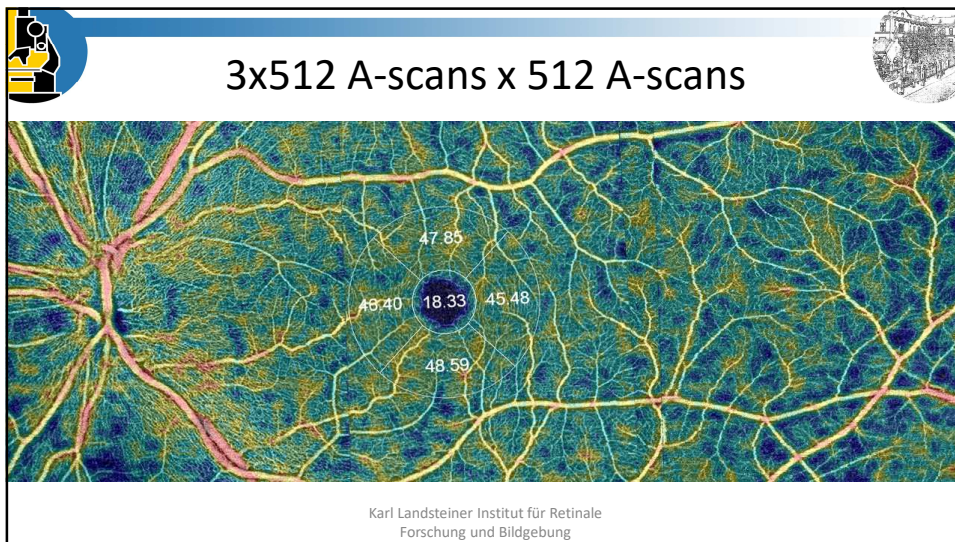 3x512 A-scans x 512 A-scans
47.85
48.40 18.33 45.48
48.59
Karl Landsteiner Institut für Retinale
Forschung und Bildgebung